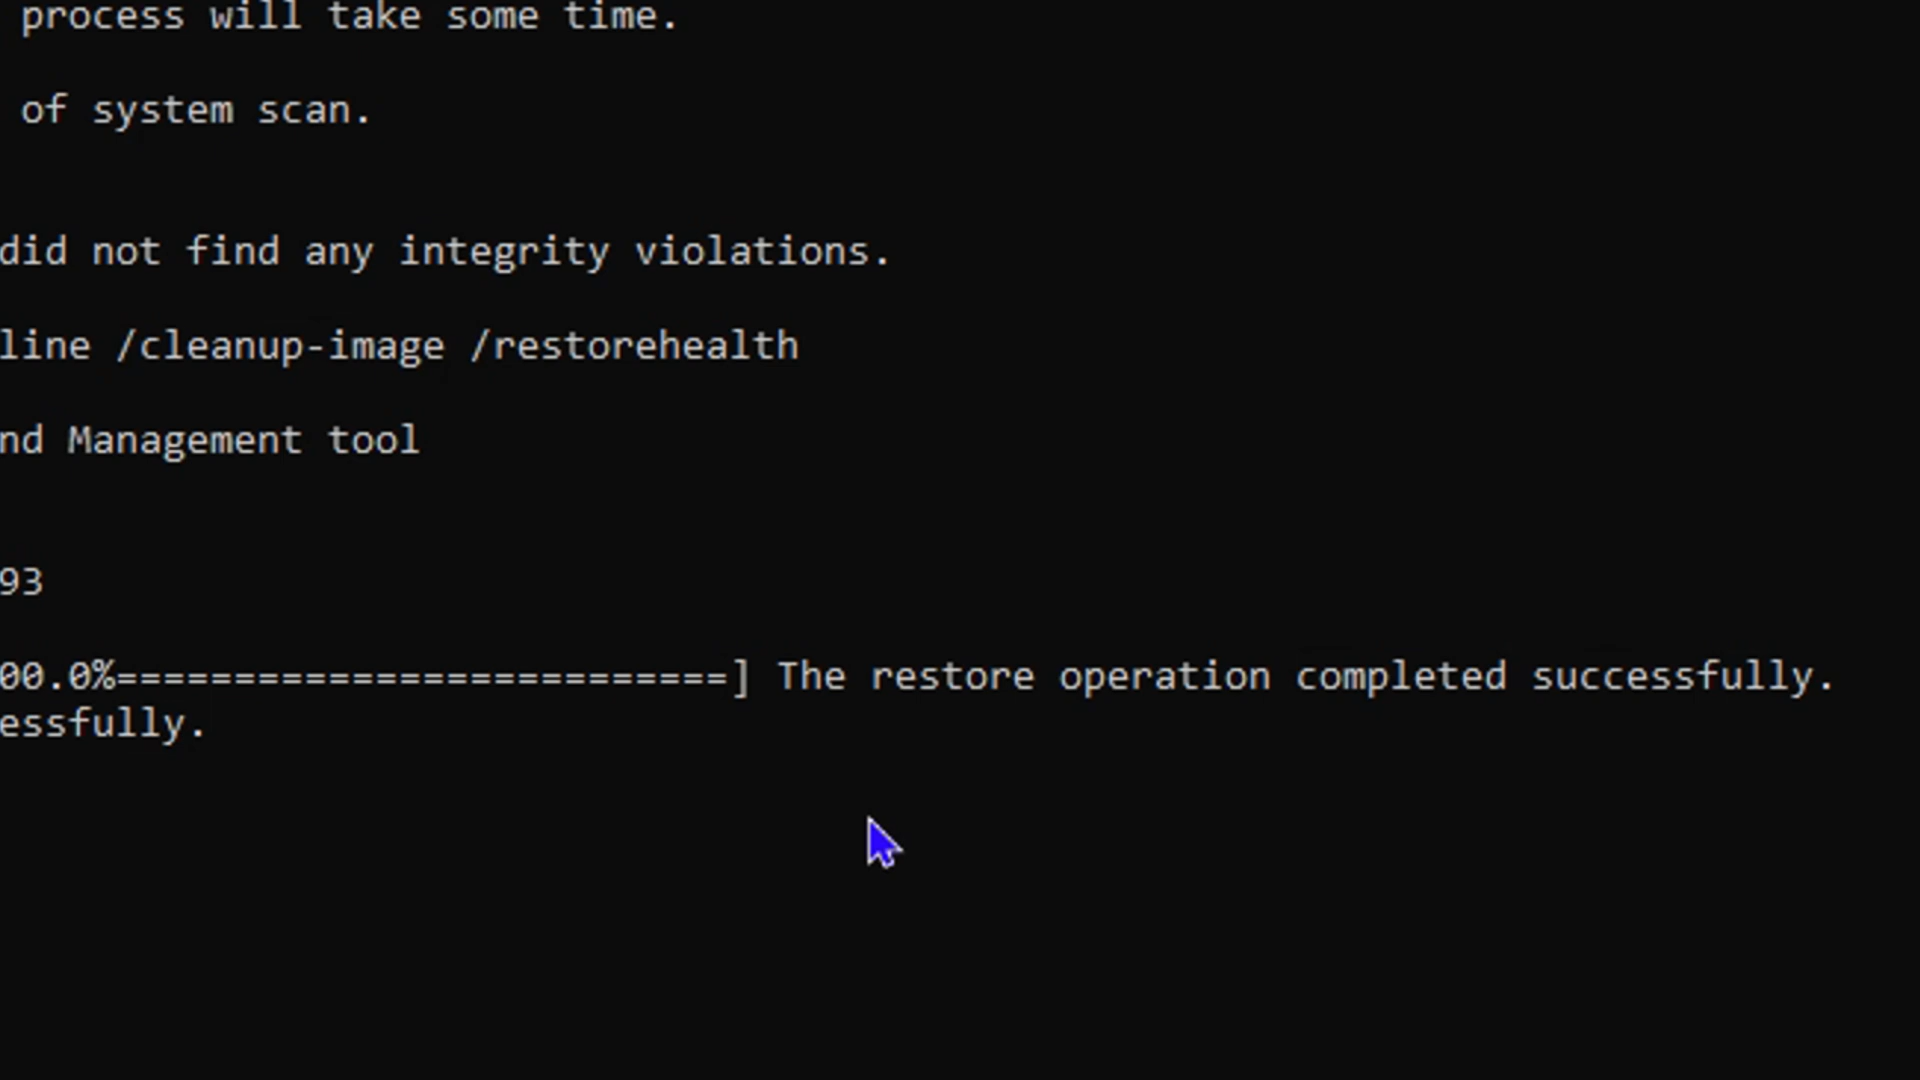 process will take some time.
of system scan.
did not find any integrity violations.
line /cleanup-image /restorehealth
nd Management tool
93
00.0%==========================] The restore operation completed successfully.
essfully.